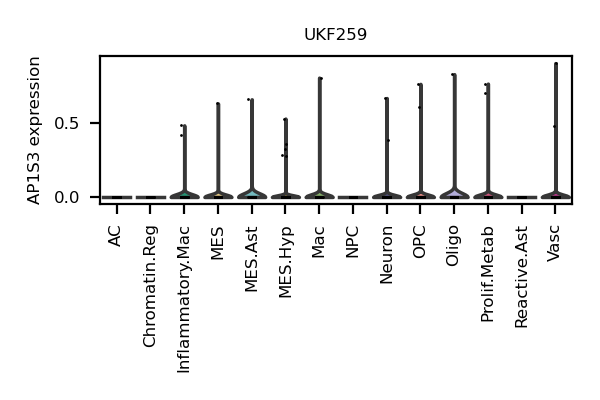 UKF259
AP1S3 expression
0.5
0.0
AC
Chromatin.Reg
Inflammatory.Mac
MES
MES.Ast
MES.Hyp
Mac
NPC
Neuron
OPC
Oligo
Prolif.Metab
Reactive.Ast
Vasc